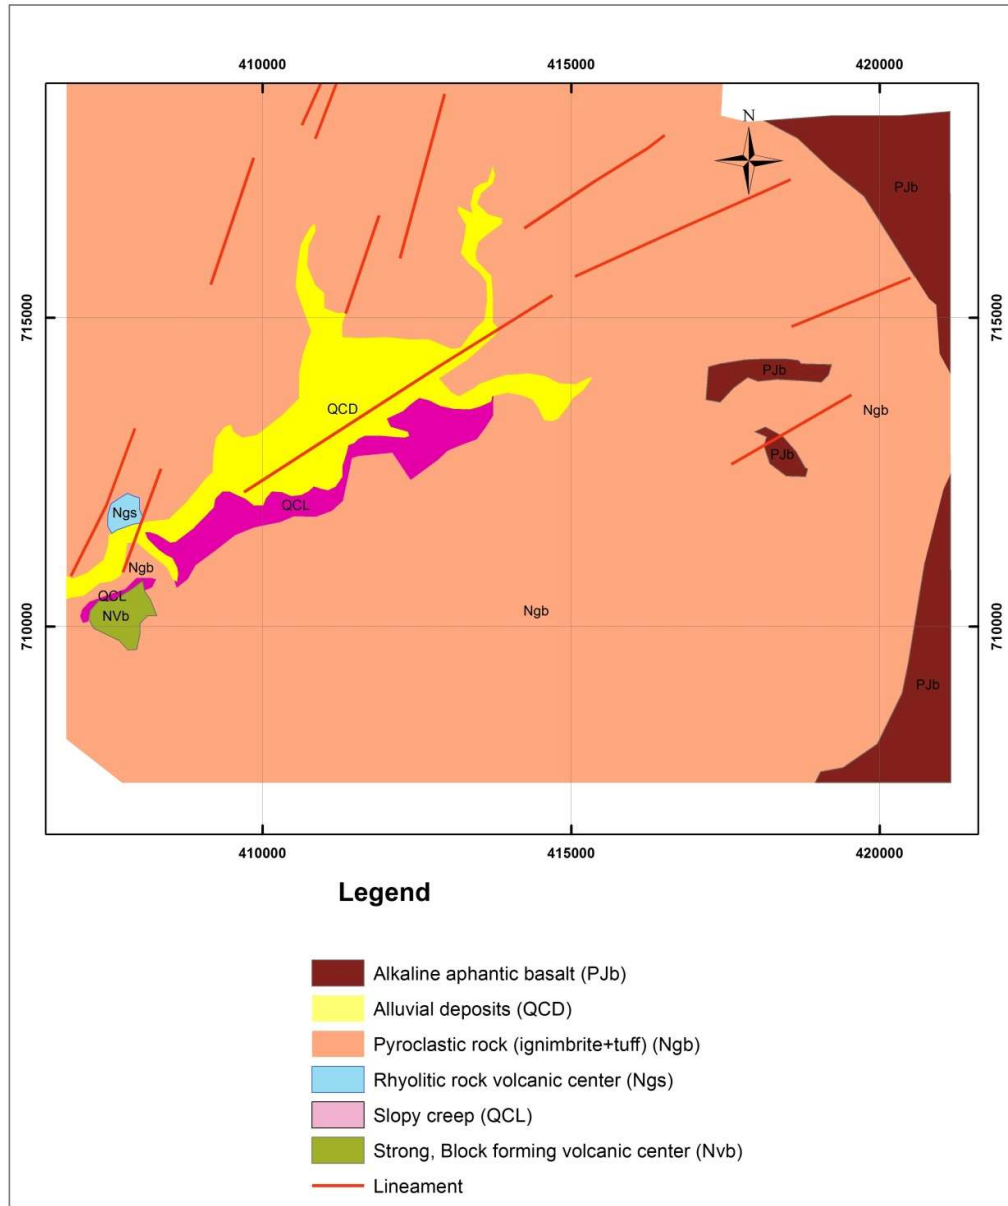 410000
415000
420000
N
PJb
715000
715000
PJb
QCD
Ngb
PJb
QCL
Ngs
Ngb
QCL
NVb
Ngb
710000
710000
PJb
410000
415000
420000
Legend
Alkaline aphantic basalt (PJb)
Alluvial deposits (QCD)
Pyroclastic rock (ignimbrite+tuff) (Ngb)
Rhyolitic rock volcanic center (Ngs)
Slopy creep (QCL)
Strong, Block forming volcanic center (Nvb)
Lineament